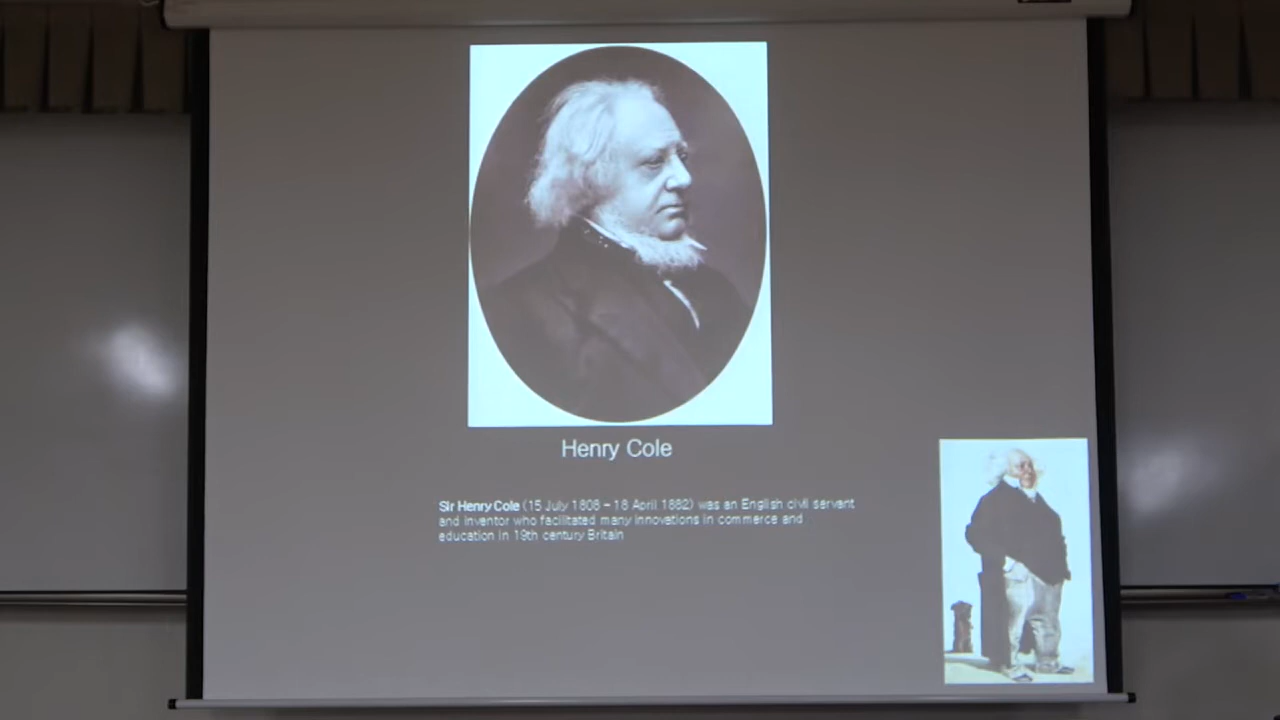 Henry Cole
Sir Henry Cole (15 July 1808 – 18 April 1882) was an English civil servant
and inventor who facilitated many innovations in commerce and
education in 19th century Britain